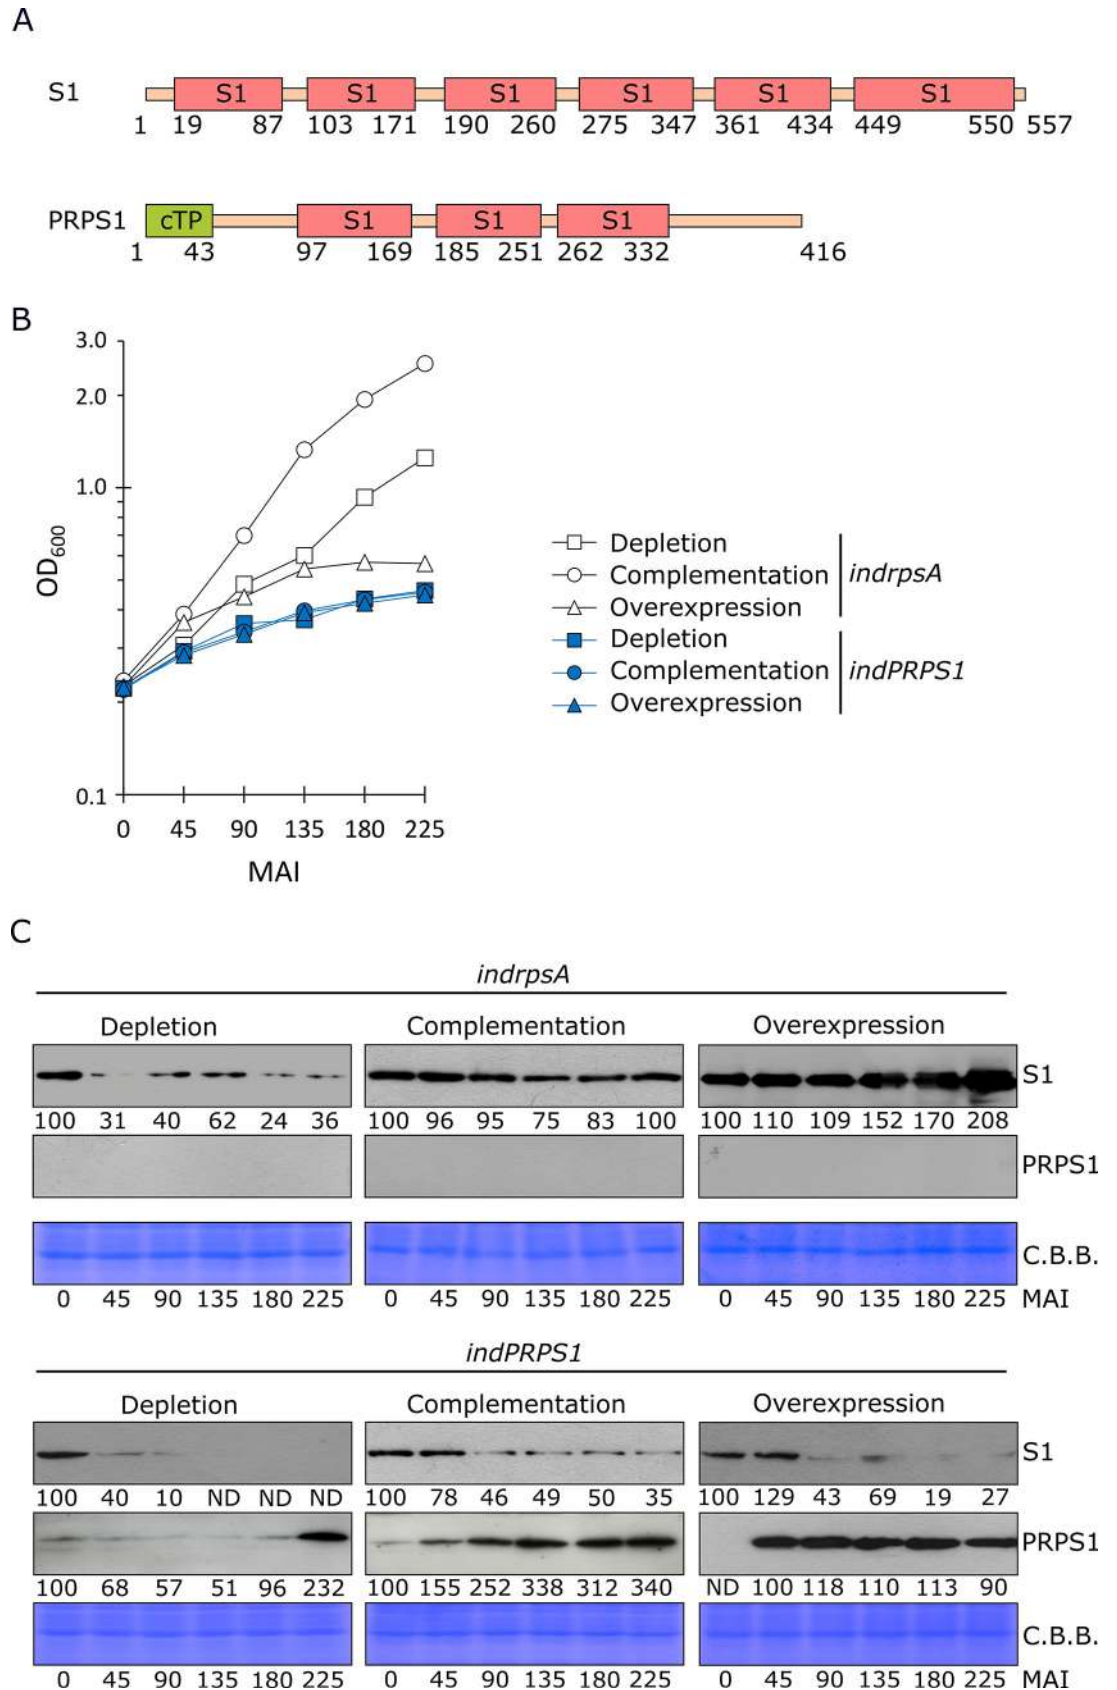 A
S1 S1 S1 S1 S1 S1 S1
1 19 87 103 171 190 260 275 347 361 434 449 550 557
PRPS1 cTP S1 S1 S1
1 43 97 169 185 251 262 332 416
B
3.0
2.0
1.0
0.1
OD600
0 45 90 135 180 225
MAI
Depletion
Complementation
Overexpression
indrpsA
Depletion
Complementation
Overexpression
indPRPS1
C
indrpsA
Depletion Complementation Overexpression
S1
100 31 40 62 24 36 100 96 95 75 83 100 100 110 109 152 170 208
PRPS1
C.B.B.
0 45 90 135 180 225 0 45 90 135 180 225 0 45 90 135 180 225 MAI
indPRPS1
Depletion Complementation Overexpression
S1
100 40 10 ND ND ND 100 78 46 49 50 35 100 129 43 69 19 27
PRPS1
100 68 57 51 96 232 100 155 252 338 312 340 ND 100 118 110 113 90
C.B.B.
0 45 90 135 180 225 0 45 90 135 180 225 0 45 90 135 180 225 MAI